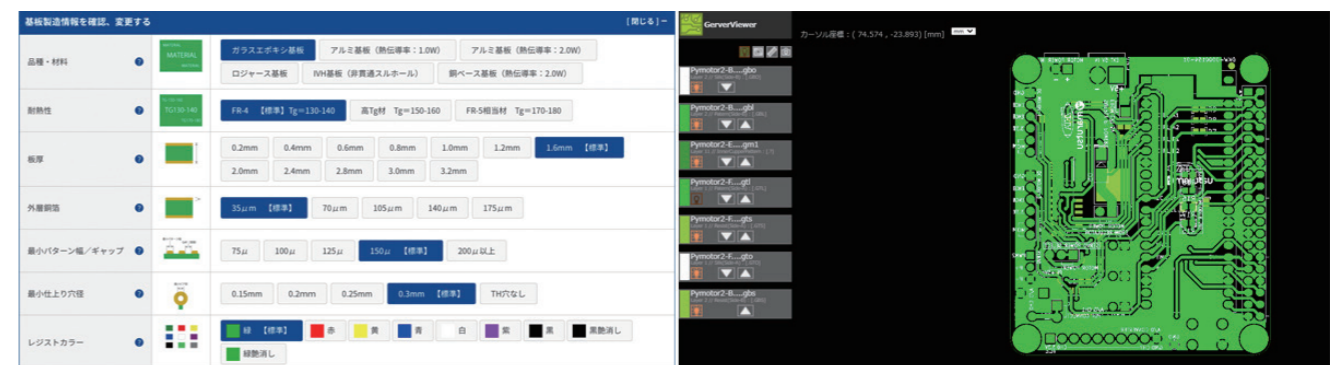 基板製造情報を確認、変更する
[閉じる] －
品種・材料
MATERIAL
ガラスエポキシ基板 アルミ基板（熱伝導率：1.0W） アルミ基板（熱伝導率：2.0W）
ロジャース基板 IVH基板（非貫通スルホール） 銅ベース基板（熱伝導率：2.0W）
耐熱性
TG130-140
FR-4 【標準】Tg＝130-140 高Tg材 Tg＝150-160 FR-5相当材 Tg＝170-180
板厚
0.2mm 0.4mm 0.6mm 0.8mm 1.0mm 1.2mm 1.6mm 【標準】
2.0mm 2.4mm 2.8mm 3.0mm 3.2mm
外層銅箔
35μm 【標準】 70μm 105μm 140μm 175μm
最小パターン幅／ギャップ
75μ 100μ 125μ 150μ 【標準】 200μ以上
最小仕上り穴径
0.15mm 0.2mm 0.25mm 0.3mm 【標準】 TH穴なし
レジストカラー
緑 【標準】 赤 黄 青 白 紫 黒 黒艶消し
緑艶消し
GerverViewer
カーソル座標：( 74.574 , -23.893) [mm]
mm
Pymotor2-B....gbo
Pymotor2-B....gbl
Pymotor2-E....gm1
Pymotor2-F....gtl
Pymotor2-F....gts
Pymotor2-F....gto
Pymotor2-B....gbs